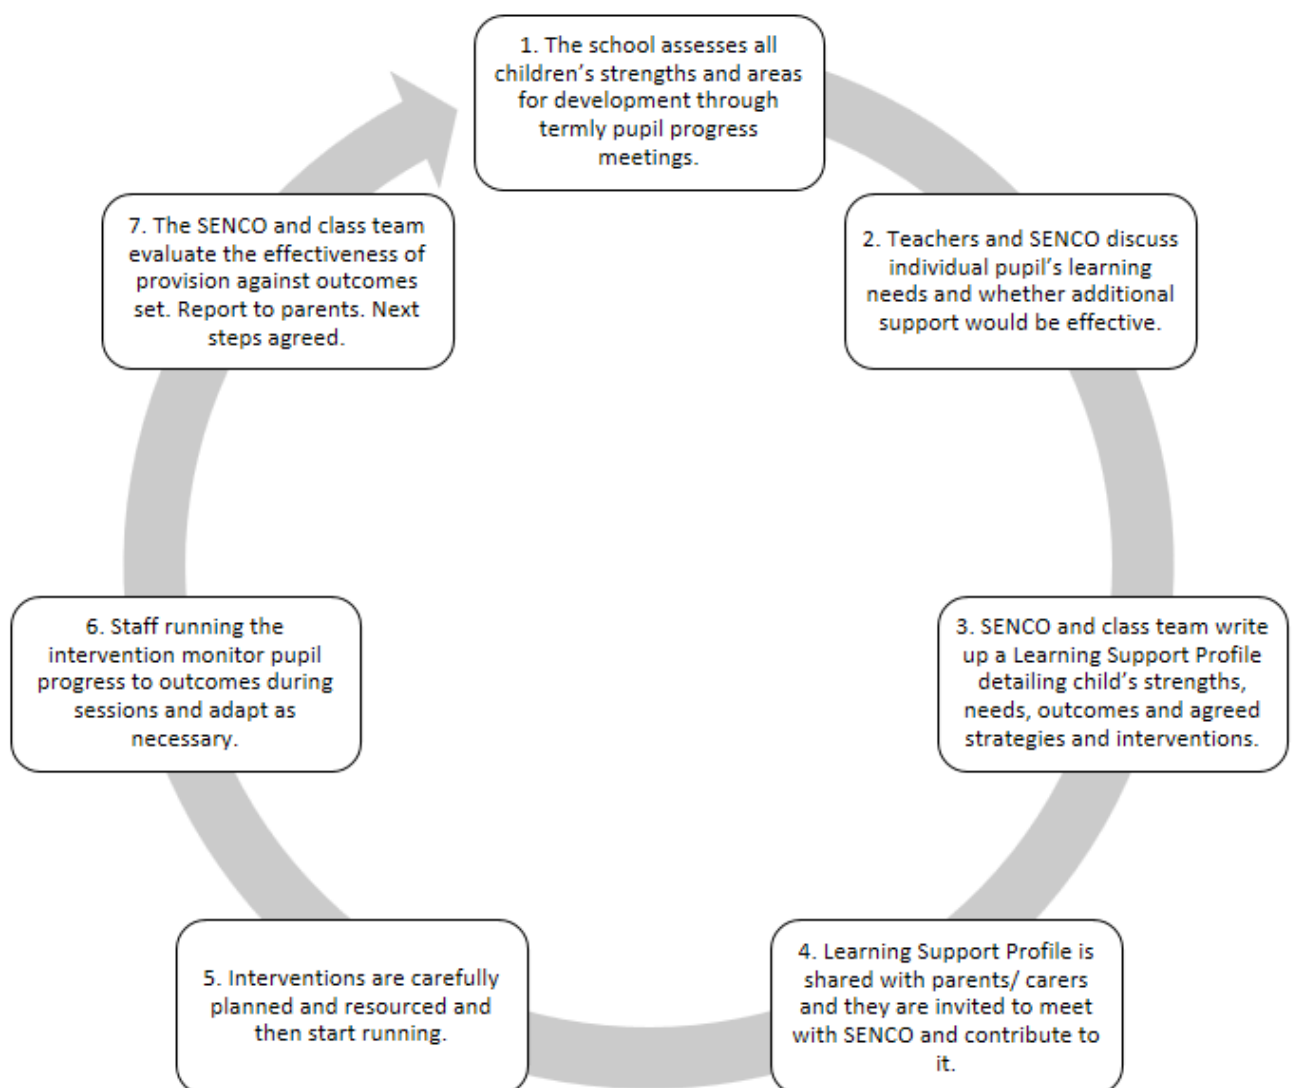 1. The school assesses all
children’s strengths and areas
for development through
termly pupil progress
meetings.
2. Teachers and SENCO discuss
individual pupil’s learning
needs and whether additional
support would be effective.
3. SENCO and class team write
up a Learning Support Profile
detailing child’s strengths,
needs, outcomes and agreed
strategies and interventions.
4. Learning Support Profile is
shared with parents/ carers
and they are invited to meet
with SENCO and contribute to
it.
5. Interventions are carefully
planned and resourced and
then start running.
6. Staff running the
intervention monitor pupil
progress to outcomes during
sessions and adapt as
necessary.
7. The SENCO and class team
evaluate the effectiveness of
provision against outcomes
set. Report to parents. Next
steps agreed.